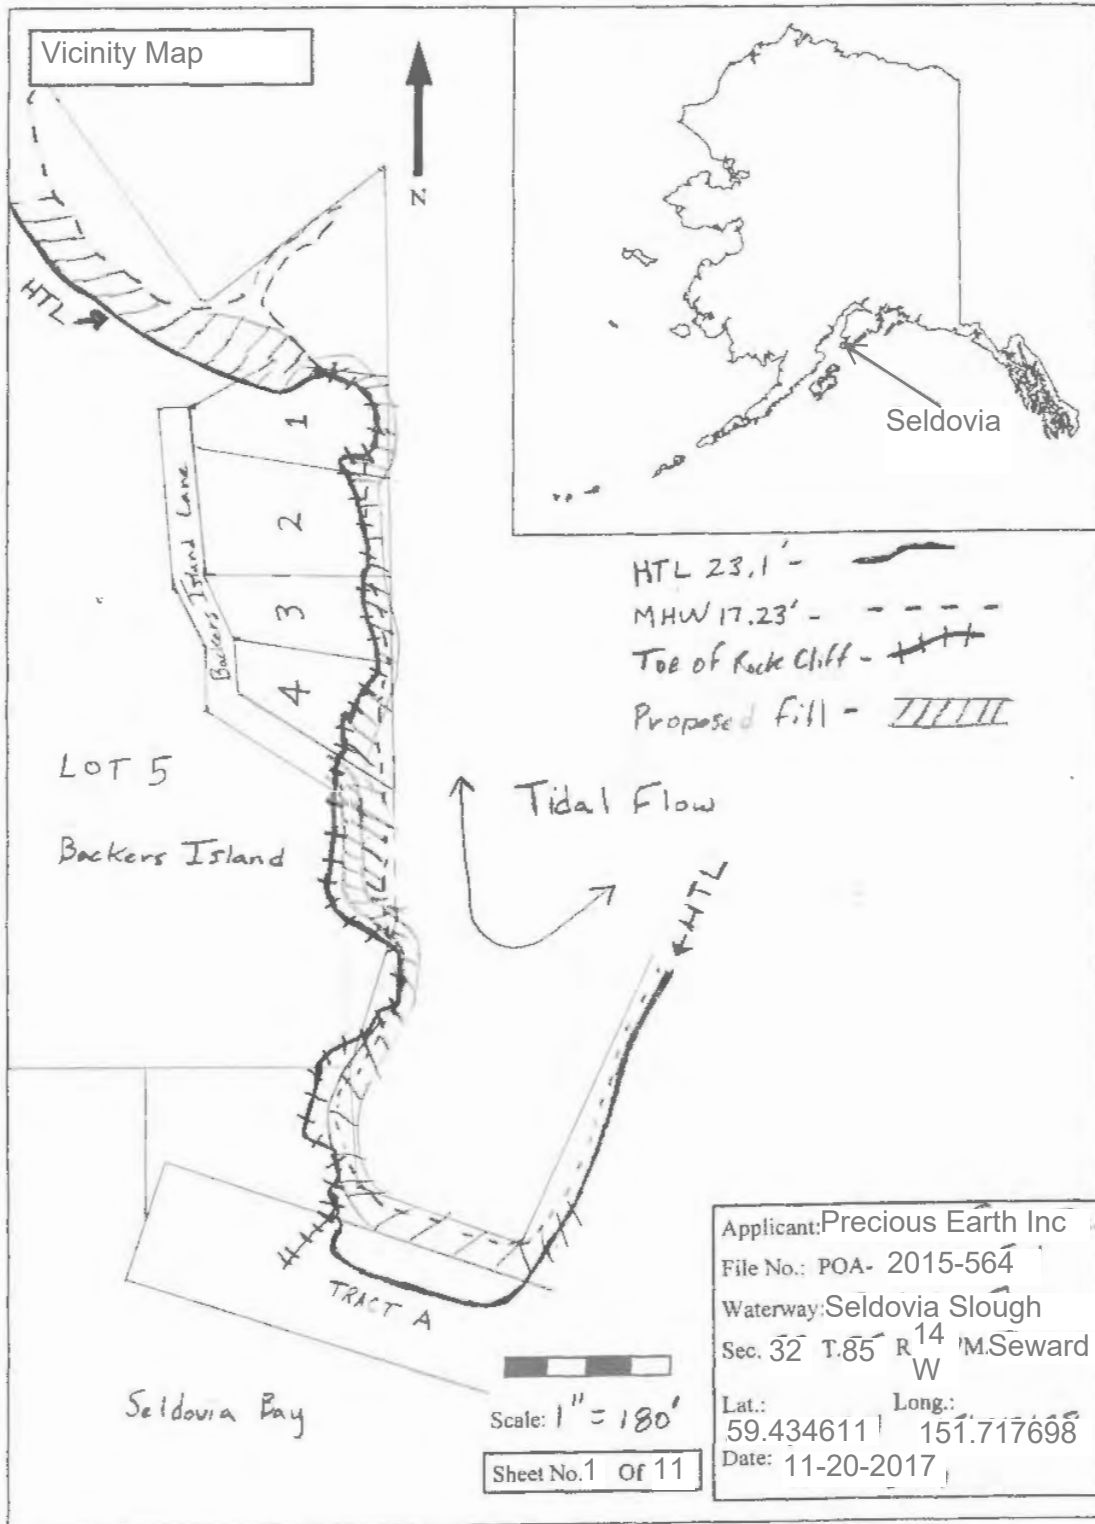 Vicinity Map
N
HTL
Seldovia
1
2
3
4
Backers Island Lane
HTL 23.1' -
MHW 17.23' -
Toe of Rock Cliff -
Proposed fill -
LOT 5
Backers Island
Tidal Flow
HTL
TRACT A
Seldovia Bay
Scale: 1" = 180'
Sheet No. 1 Of 11
Applicant: Precious Earth Inc
File No.: POA- 2015-564
Waterway: Seldovia Slough
Sec. 32 T. 85 R 14 W M. Seward
Lat.: 59.434611 Long.: 151.717698
Date: 11-20-2017